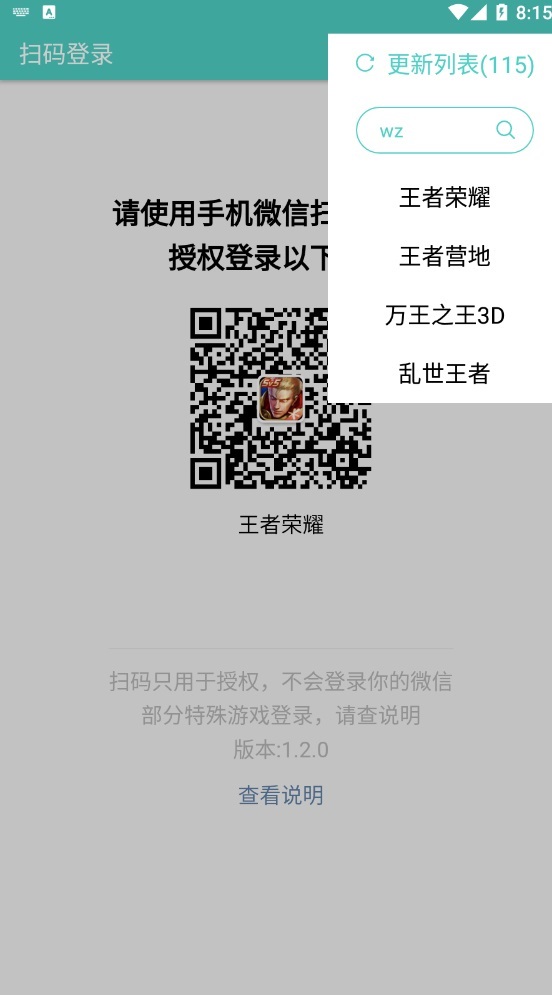 8:15
扫码登录
更新列表(115)
wz
王者荣耀
王者营地
万王之王3D
乱世王者
请使用手机微信扫
授权登录以下
5v5
王者荣耀
扫码只用于授权，不会登录你的微信
部分特殊游戏登录，请查说明
版本:1.2.0
查看说明